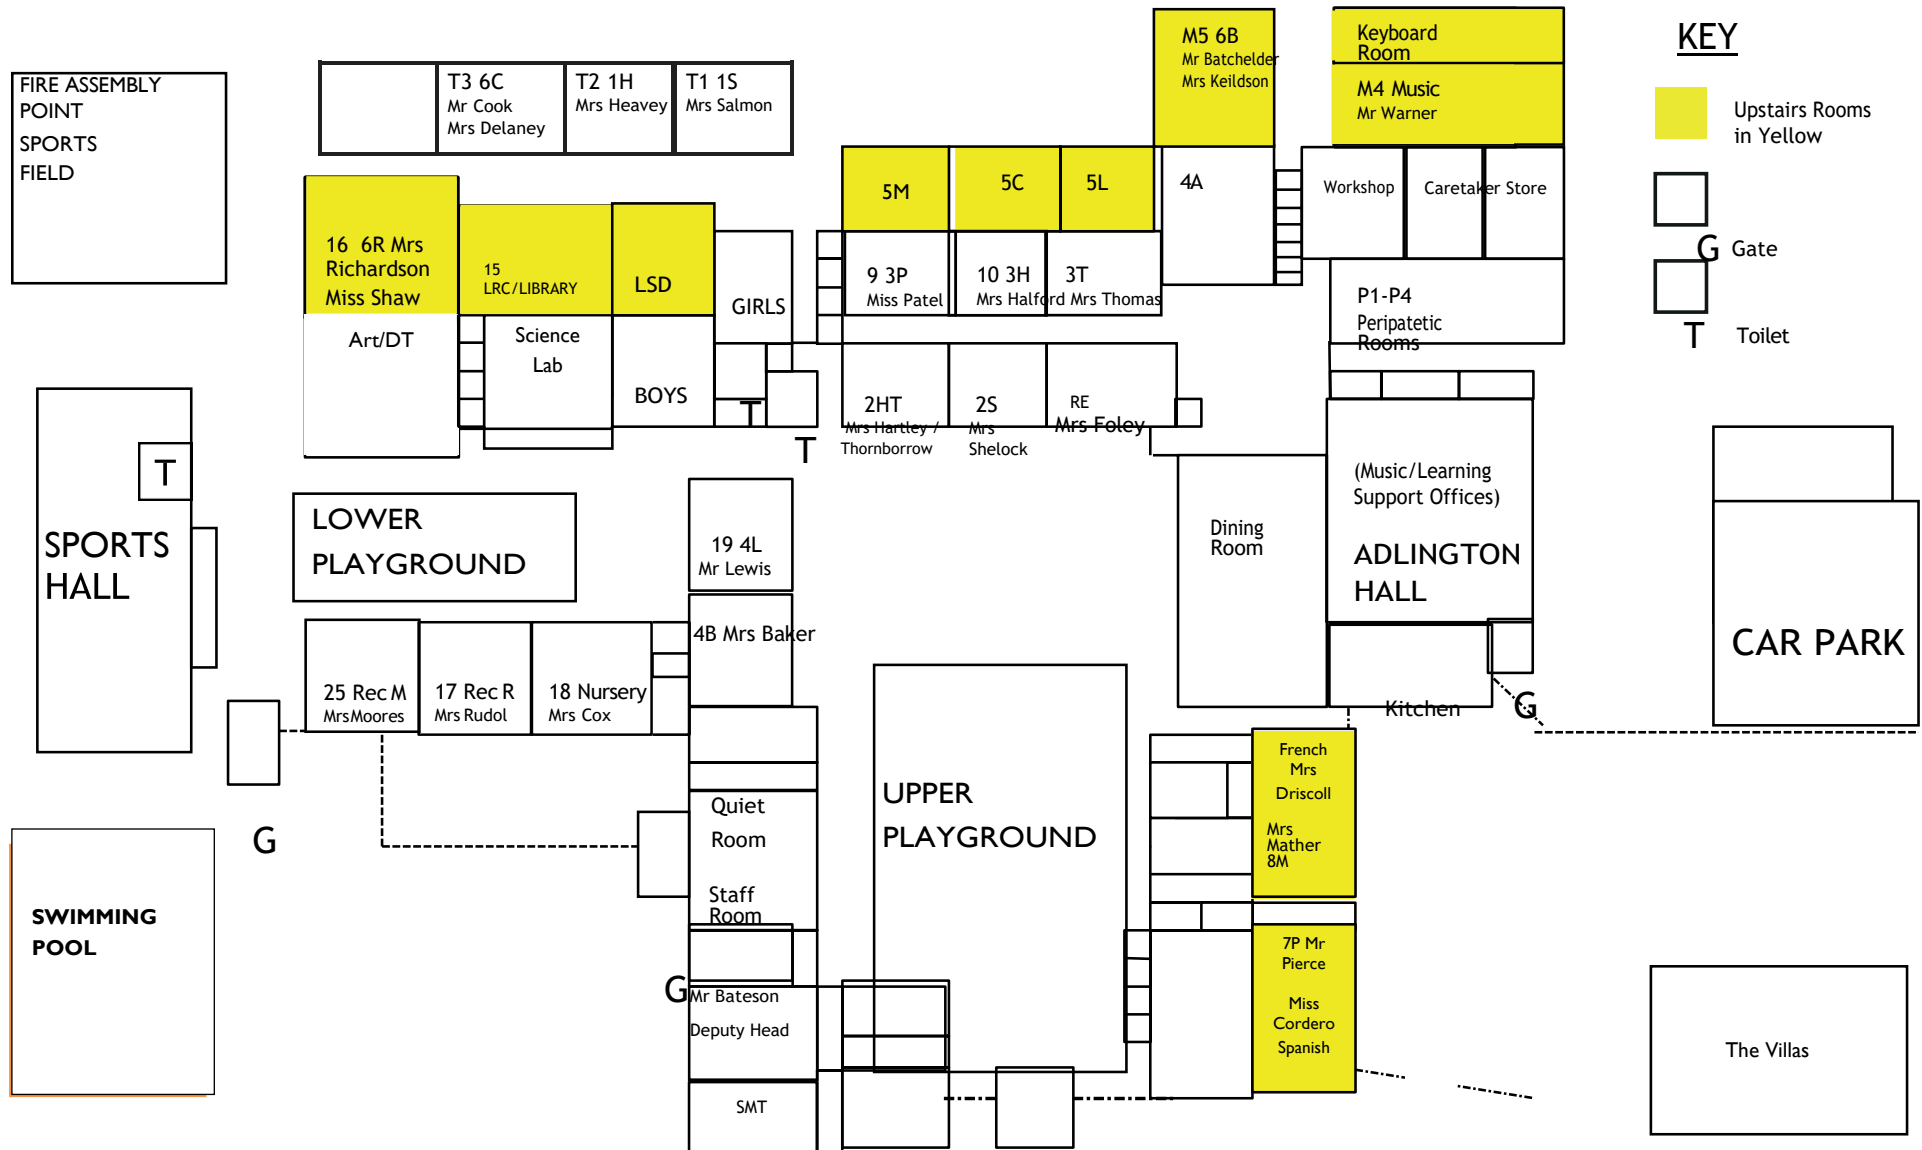 FIRE ASSEMBLY
POINT
SPORTS
FIELD
T3 6C
Mr Cook
Mrs Delaney
T2 1H
Mrs Heavey
T1 1S
Mrs Salmon
M5 6B
Mr Batchelder
Mrs Keildson
Keyboard
Room
M4 Music
Mr Warner
KEY
Upstairs Rooms
in Yellow
G Gate
T Toilet
16 6R Mrs
Richardson
Miss Shaw
15
LRC/LIBRARY
LSD
GIRLS
Art/DT
Science
Lab
BOYS
T
T
5M
5C
5L
4A
9 3P
Miss Patel
10 3H
Mrs Halford
3T
Mrs Thomas
Workshop
Caretaker Store
P1-P4
Peripatetic
Rooms
2HT
Mrs Hartley /
Thornborrow
2S
Mrs
Shelock
RE
Mrs Foley
T
SPORTS
HALL
LOWER
PLAYGROUND
19 4L
Mr Lewis
4B Mrs Baker
Dining
Room
(Music/Learning
Support Offices)
ADLINGTON
HALL
CAR PARK
25 Rec M
MrsMoores
17 Rec R
Mrs Rudol
18 Nursery
Mrs Cox
Kitchen
G
G
Quiet
Room
Staff
Room
UPPER
PLAYGROUND
French
Mrs
Driscoll
Mrs
Mather
8M
SWIMMING
POOL
G
Mr Bateson
Deputy Head
SMT
7P Mr
Pierce
Miss
Cordero
Spanish
The Villas